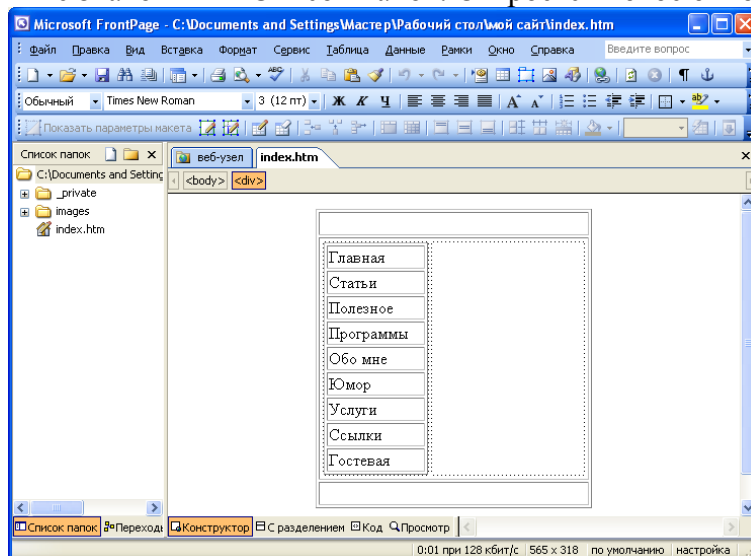 Microsoft FrontPage - C:\Documents and Settings\Мастер\Рабочий стол\мой сайт\index.htm
Файл Правка Вид Вставка Формат Сервис Таблица Данные Рамки Окно Справка Введите вопрос
Обычный Times New Roman 3 (12 пт) Ж К Ч
Показать параметры макета
Список папок веб-узел index.htm
C:\Documents and Setting <body> <div>
_private
images
index.htm
Главная
Статьи
Полезное
Программы
Обо мне
Юмор
Услуги
Ссылки
Гостевая
Список папок Переходы Конструктор С разделением Код Просмотр
0:01 при 128 кбит/с 565 x 318 по умолчанию настройка